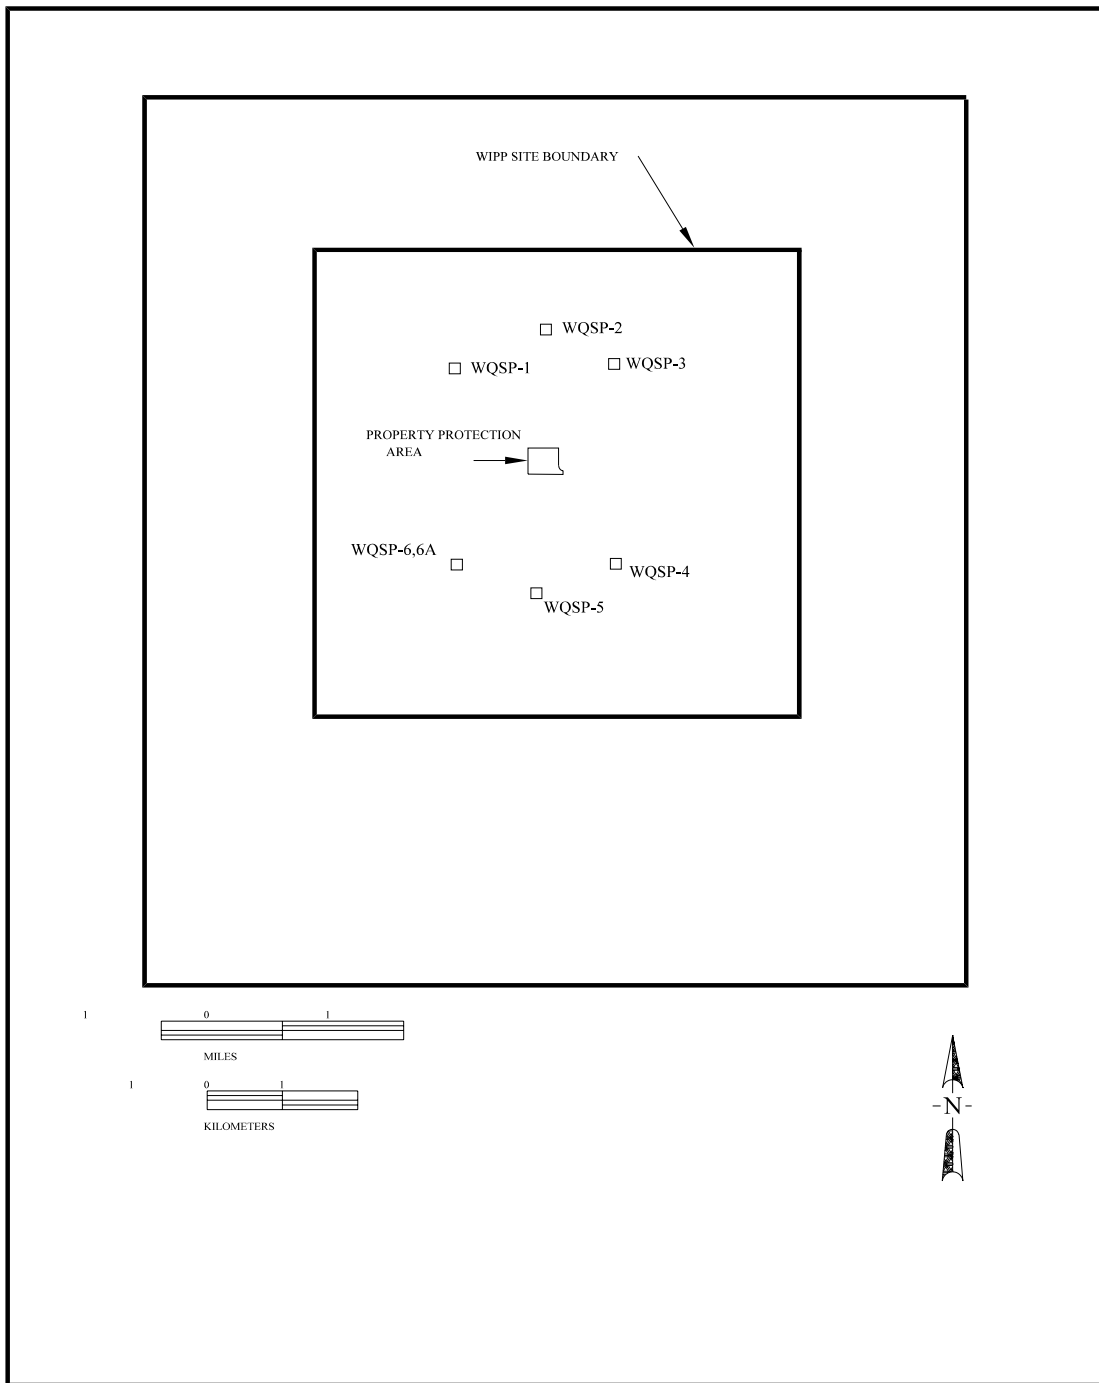 WIPP SITE BOUNDARY
WQSP-2
WQSP-1
WQSP-3
PROPERTY PROTECTION
AREA
WQSP-6,6A
WQSP-4
WQSP-5
1 0 1
MILES
1 0 1
KILOMETERS
-N-